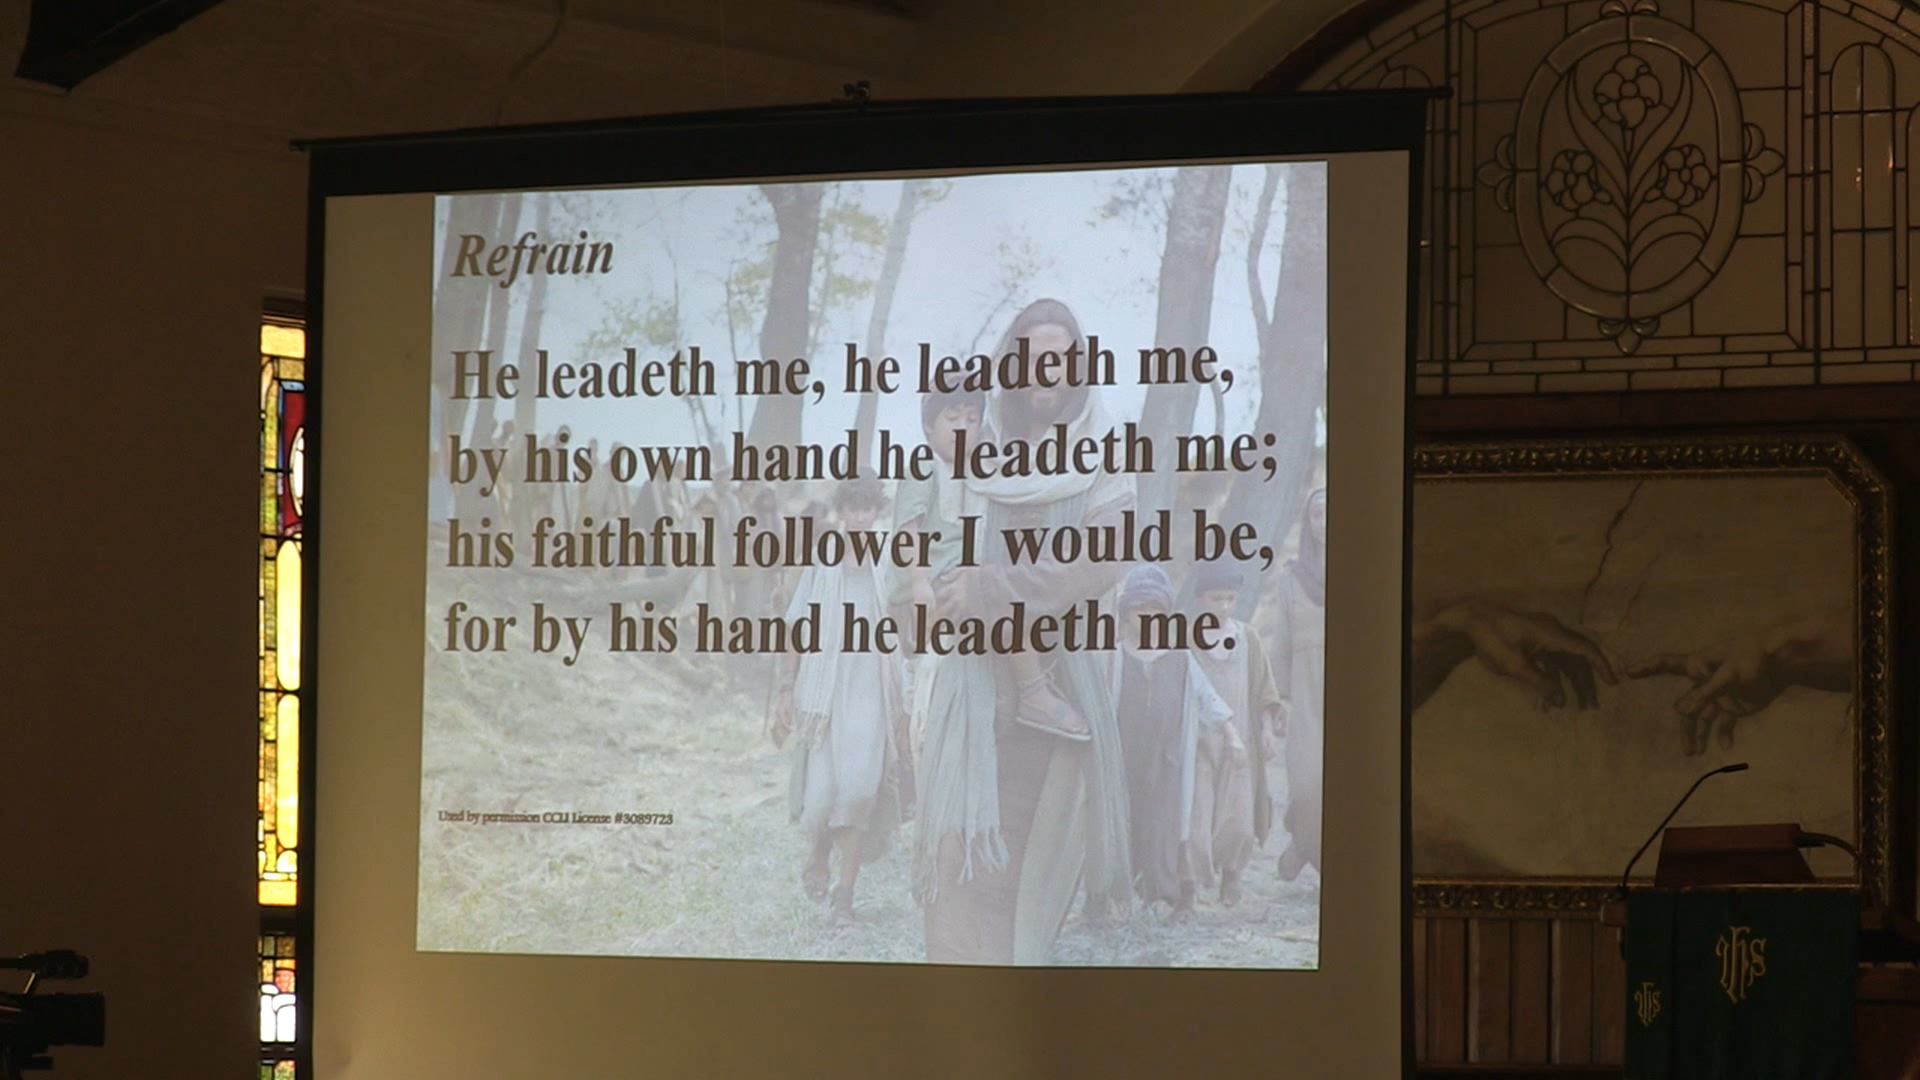 Refrain
He leadeth me, he leadeth me,
by his own hand he leadeth me;
his faithful follower I would be,
for by his hand he leadeth me.
Used by permission CCLI License #3089723
IHS
IHS